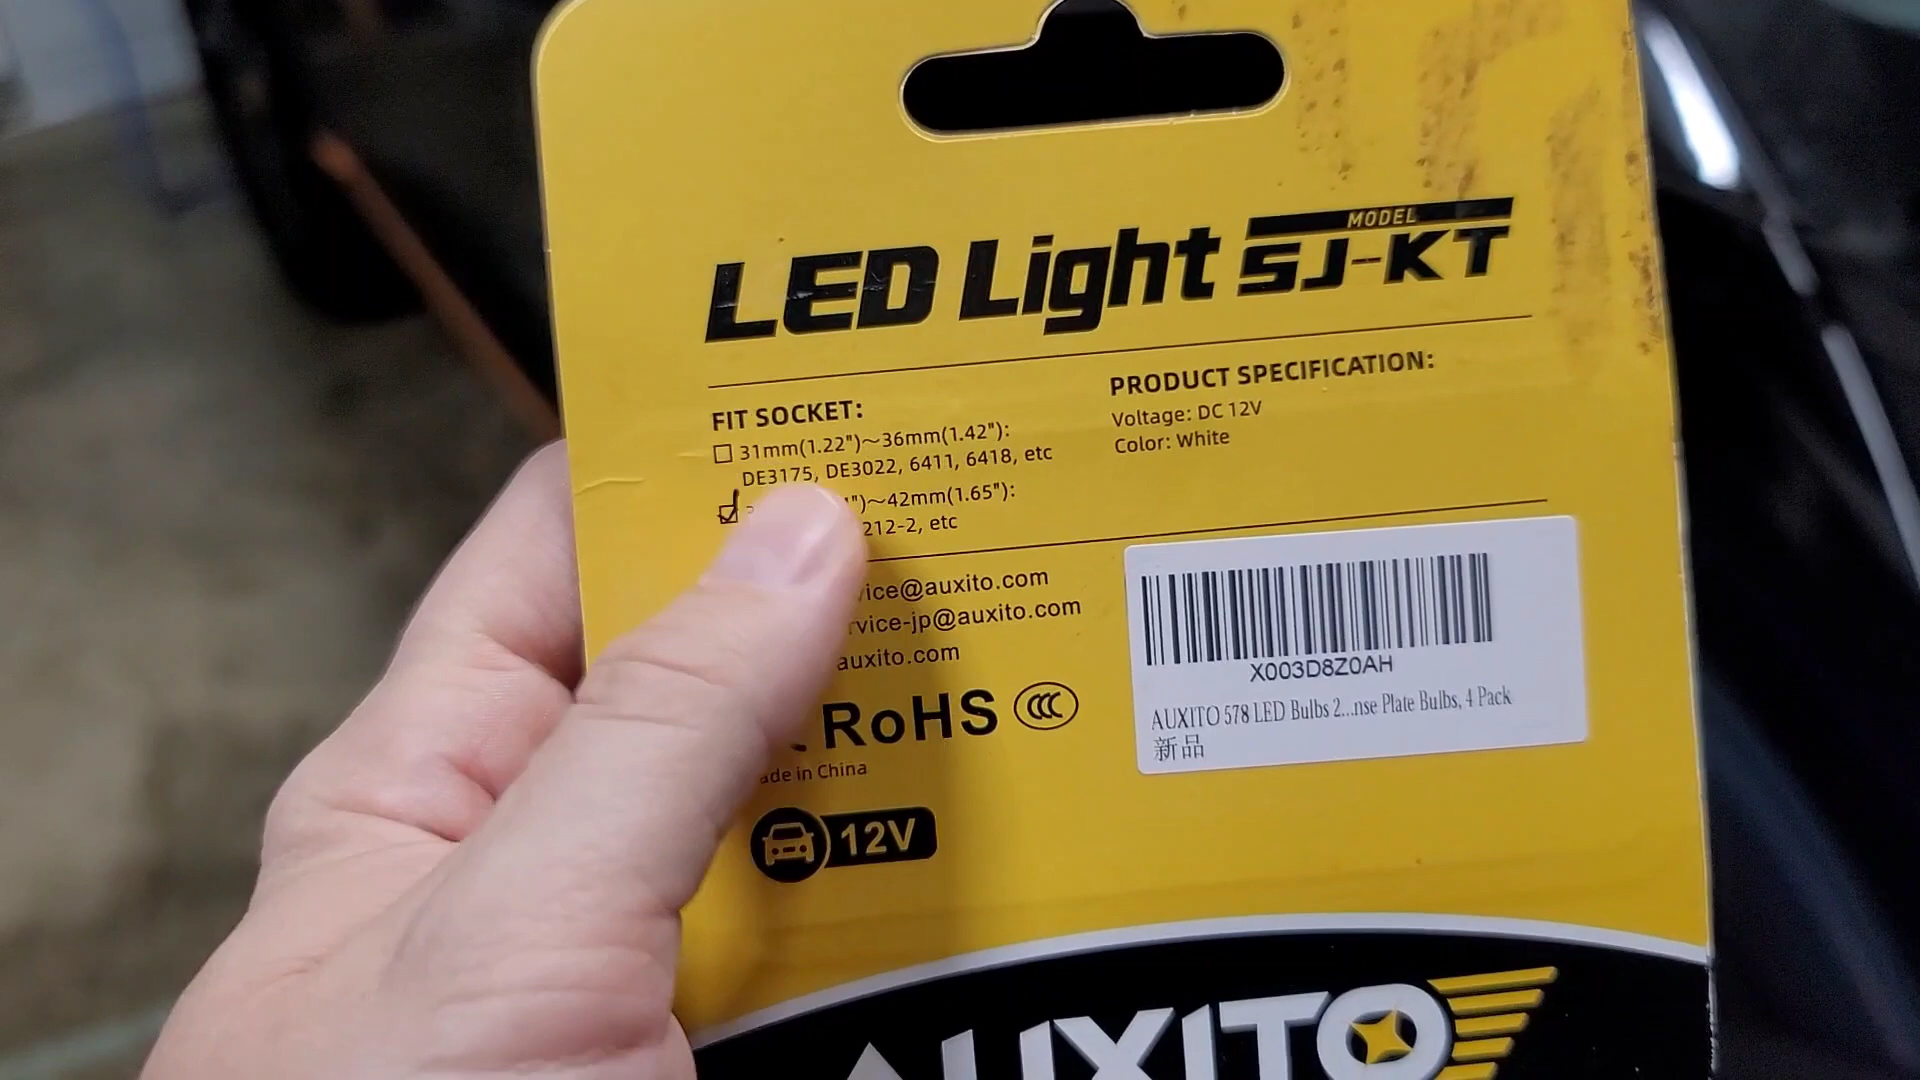 MODEL
LED Light SJ-KT
FIT SOCKET:
31mm(1.22")~36mm(1.42"):
DE3175, DE3022, 6411, 6418, etc
")~42mm(1.65"):
212-2, etc
PRODUCT SPECIFICATION:
Voltage: DC 12V
Color: White
vice@auxito.com
rvice-jp@auxito.com
auxito.com
RoHS CCC
ade in China
12V
X003D8Z0AH
AUXITO 578 LED Bulbs 2...nse Plate Bulbs, 4 Pack
新品
AUXITO